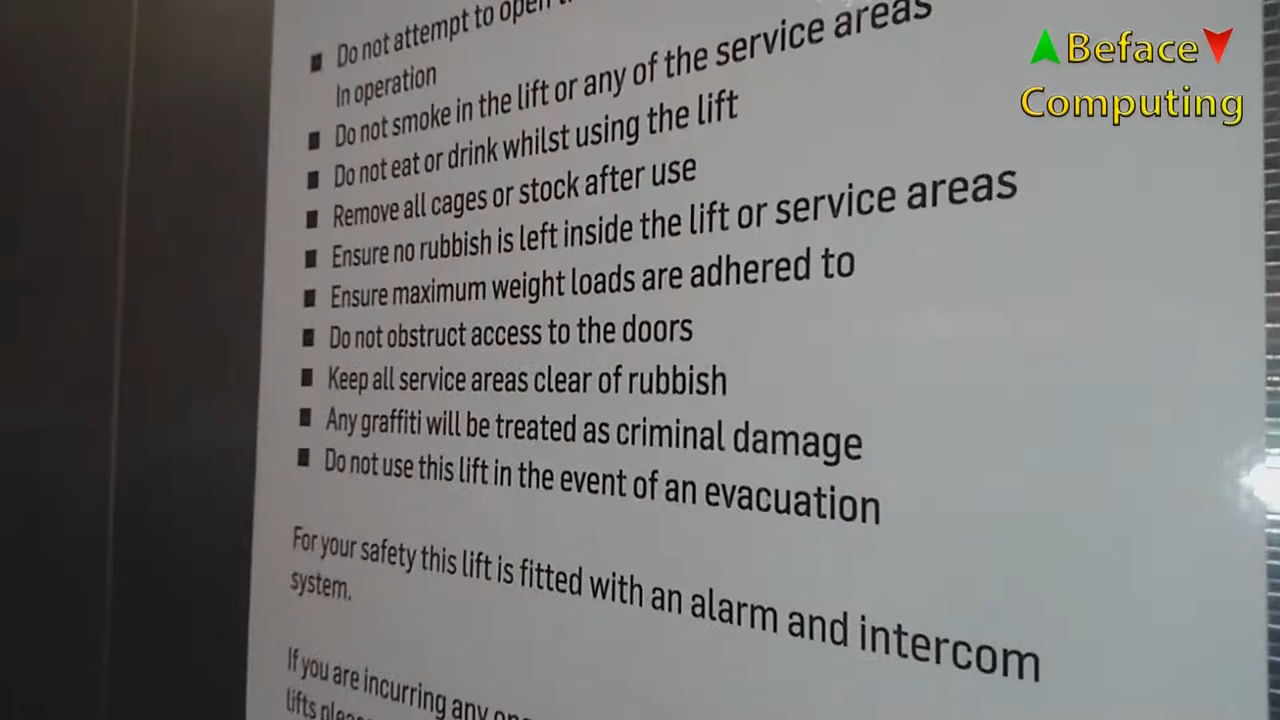 Do not attempt to open
In operation
Do not smoke in the lift or any of the service areas
Do not eat or drink whilst using the lift
Remove all cages or stock after use
Ensure no rubbish is left inside the lift or service areas
Ensure maximum weight loads are adhered to
Do not obstruct access to the doors
Keep all service areas clear of rubbish
Any graffiti will be treated as criminal damage
Do not use this lift in the event of an evacuation
For your safety this lift is fitted with an alarm and intercom
system.
If you are incurring any
lifts
Beface
Computing